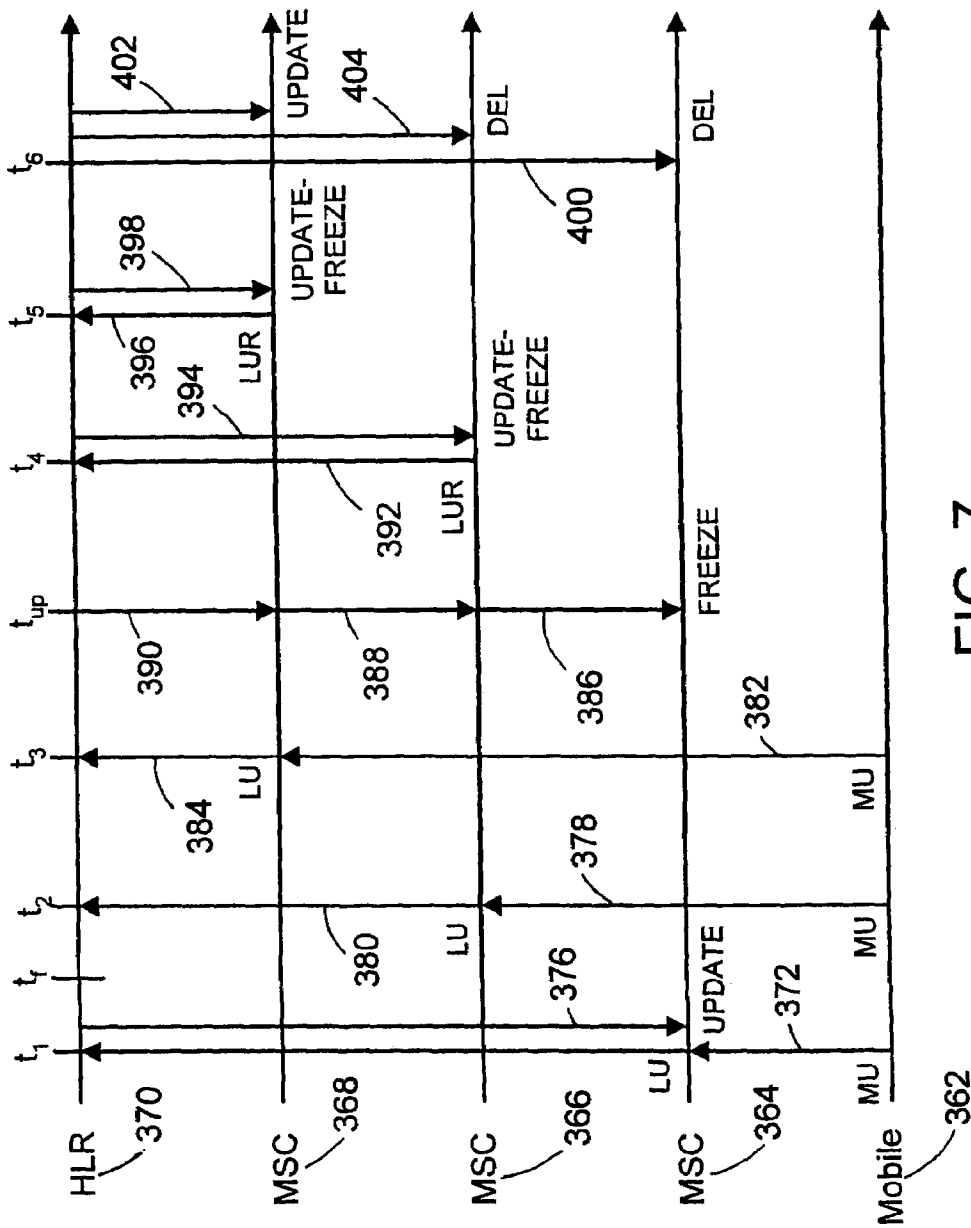 t1
tf
t2
t3
tup
t4
t5
t6
HLR
370
384
390
396
398
402
LU
LUR
UPDATE-
FREEZE
UPDATE
MSC
368
376
380
388
392
394
404
LU
LUR
UPDATE-
FREEZE
DEL
MSC
366
378
386
400
LU
UPDATE
FREEZE
DEL
MSC
364
372
382
MU
MU
MU
Mobile
362
FIG. 7